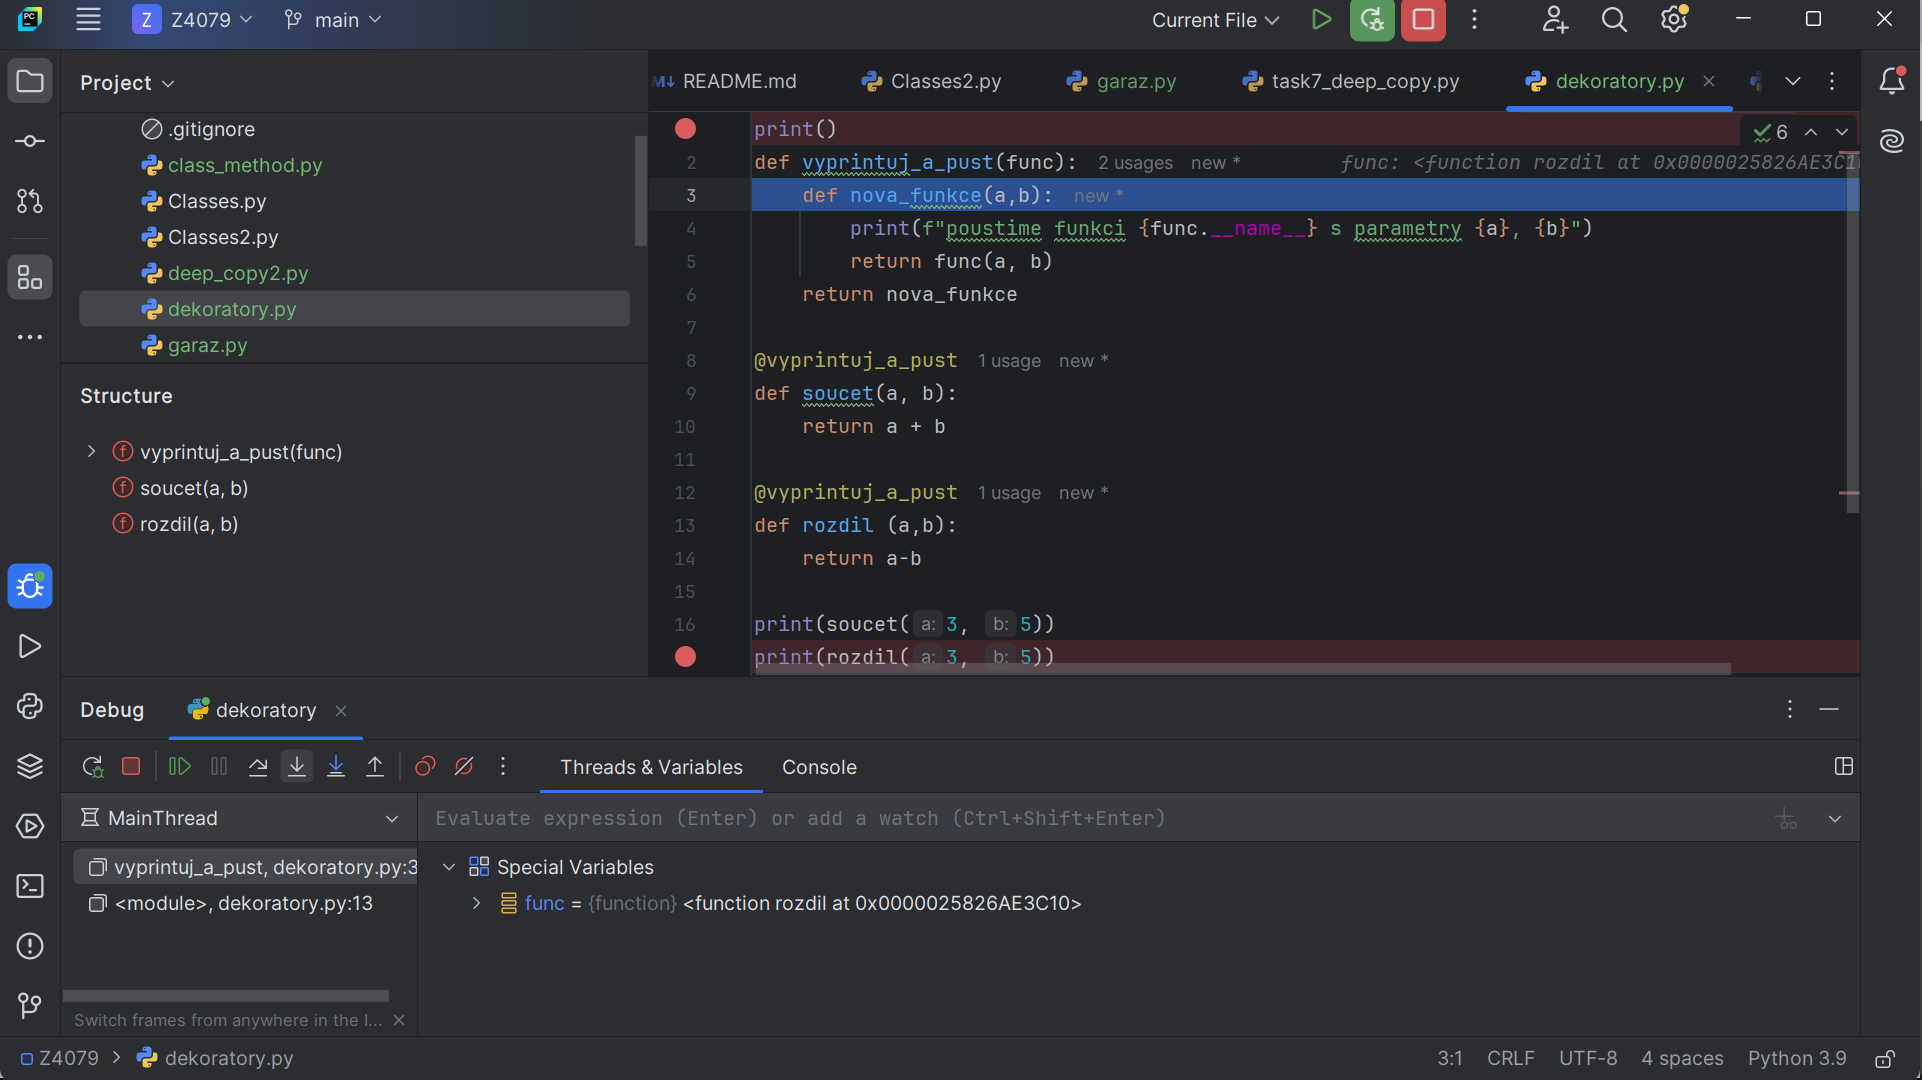 PC
Z Z4079 main
Current File
Project
README.md Classes2.py garaz.py task7_deep_copy.py dekoratory.py
.gitignore
class_method.py
Classes.py
Classes2.py
deep_copy2.py
dekoratory.py
garaz.py
Structure
vyprintuj_a_pust(func)
soucet(a, b)
rozdil(a, b)
6
print()
2 def vyprintuj_a_pust(func): 2 usages new * func: <function rozdil at 0x0000025826AE3C10
3 def nova_funkce(a,b): new *
4 print(f"poustime funkci {func.__name__} s parametry {a}, {b}")
5 return func(a, b)
6 return nova_funkce
7
8 @vyprintuj_a_pust 1 usage new *
9 def soucet(a, b):
10 return a + b
11
12 @vyprintuj_a_pust 1 usage new *
13 def rozdil (a,b):
14 return a-b
15
16 print(soucet( a: 3, b: 5))
print(rozdil( a: 3, b: 5))
Debug dekoratory
Threads & Variables Console
MainThread
Evaluate expression (Enter) or add a watch (Ctrl+Shift+Enter)
vyprintuj_a_pust, dekoratory.py:3
<module>, dekoratory.py:13
Special Variables
func = {function} <function rozdil at 0x0000025826AE3C10>
Switch frames from anywhere in the I...
Z4079 > dekoratory.py
3:1 CRLF UTF-8 4 spaces Python 3.9